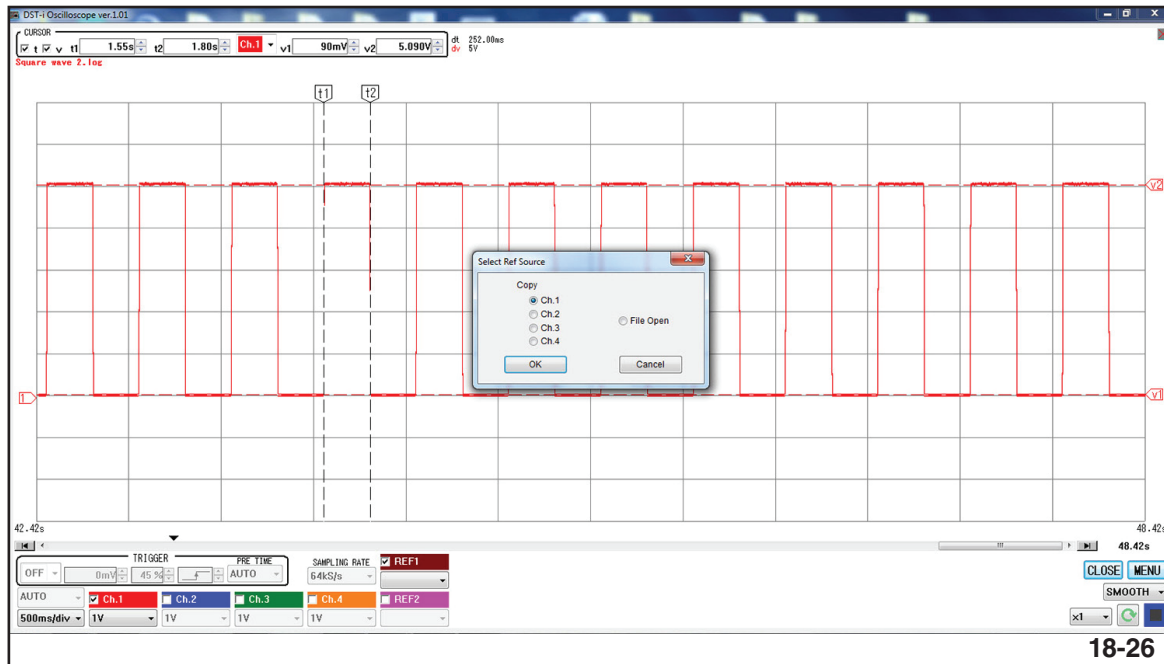 DST-i Oscilloscope ver.1.01
CURSOR
t v t1 1.55s t2 1.80s Ch.1 v1 90mV v2 5.090V dt 252.00ms
dv 5V
Square wave 2.log
t1 t2
v2
Select Ref Source
Copy
Ch.1
Ch.2
File Open
Ch.3
Ch.4
OK Cancel
1 v1
42.42s 48.42s
48.42s
TRIGGER PRE TIME SAMPLING RATE REF1
OFF 0mV 45 % AUTO 64kS/s
CLOSE MENU
AUTO Ch.1 Ch.2 Ch.3 Ch.4 REF2
SMOOTH
500ms/div 1V 1V 1V 1V x1
18-26